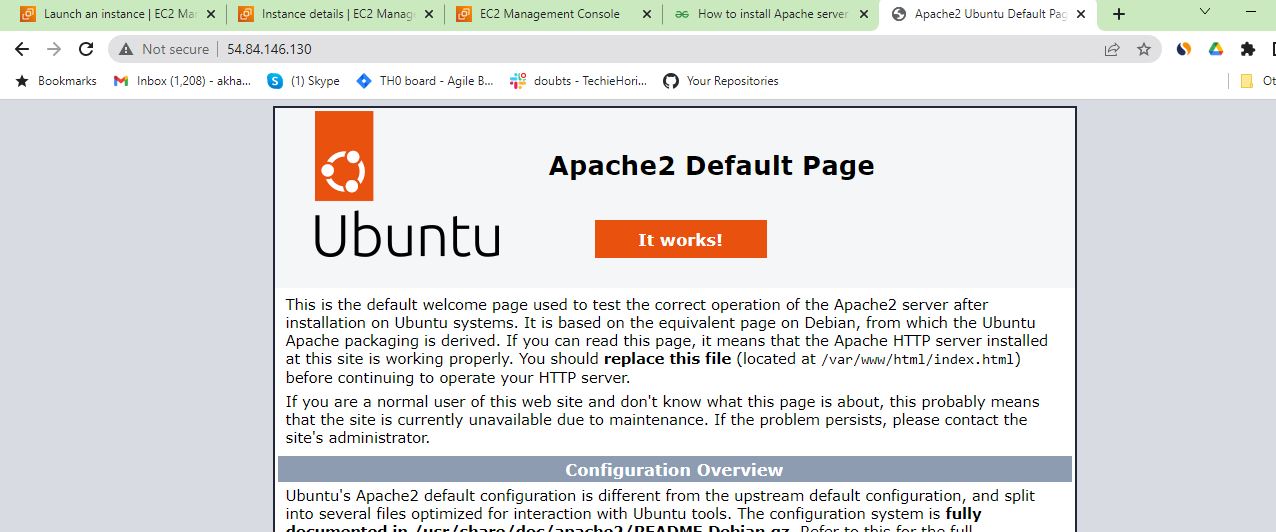 Launch an instance | EC2 Mar
Instance details | EC2 Manage
EC2 Management Console
How to install Apache server
Apache2 Ubuntu Default Pag
Not secure
54.84.146.130
Bookmarks
Inbox (1,208) - akha...
(1) Skype
TH0 board - Agile B...
doubts - TechieHori...
Your Repositories
Ot
Ubuntu
Apache2 Default Page
It works!
This is the default welcome page used to test the correct operation of the Apache2 server after
installation on Ubuntu systems. It is based on the equivalent page on Debian, from which the Ubuntu
Apache packaging is derived. If you can read this page, it means that the Apache HTTP server installed
at this site is working properly. You should replace this file (located at /var/www/html/index.html)
before continuing to operate your HTTP server.
If you are a normal user of this web site and don't know what this page is about, this probably means
that the site is currently unavailable due to maintenance. If the problem persists, please contact the
site's administrator.
Configuration Overview
Ubuntu's Apache2 default configuration is different from the upstream default configuration, and split
into several files optimized for interaction with Ubuntu tools. The configuration system is fully
documented in /usr/share/doc/apache2/README.Debian.gz. Refer to this for the full